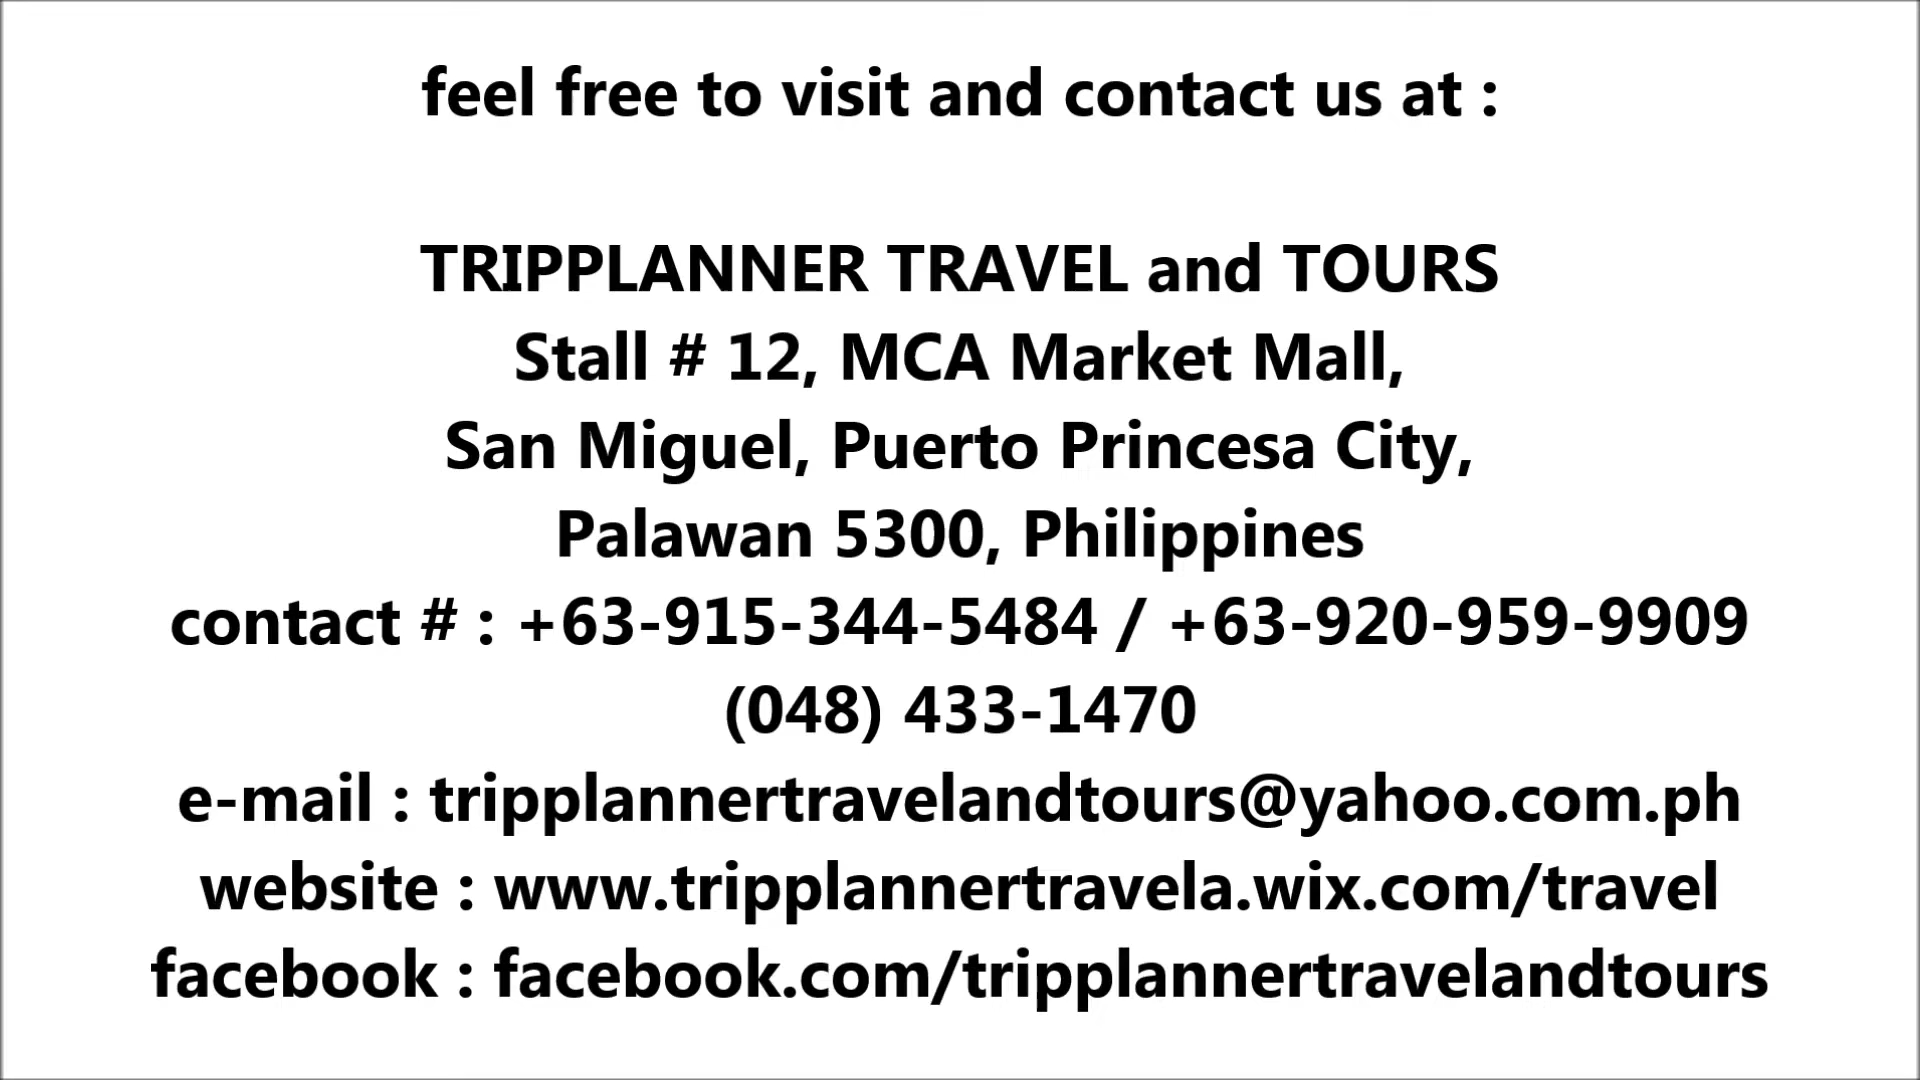 feel free to visit and contact us at :
TRIPPLANNER TRAVEL and TOURS
Stall # 12, MCA Market Mall,
San Miguel, Puerto Princesa City,
Palawan 5300, Philippines
contact # : +63-915-344-5484 / +63-920-959-9909
(048) 433-1470
e-mail : tripplannertravelandtours@yahoo.com.ph
website : www.tripplannertravela.wix.com/travel
facebook : facebook.com/tripplannertravelandtours